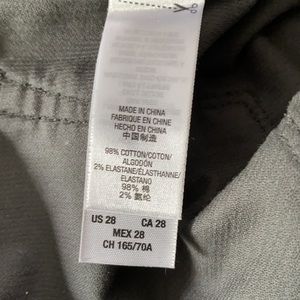 MADE IN CHINA
FABRIQUE EN CHINE
HECHO EN CHINA
中国制造
98% COTTON/COTON/
ALGODÓN
2% ELASTANE/ÉLASTHANNE/
ELASTANO
98% 棉
2% 氨纶
US 28 CA 28
MEX 28
CH 165/70A